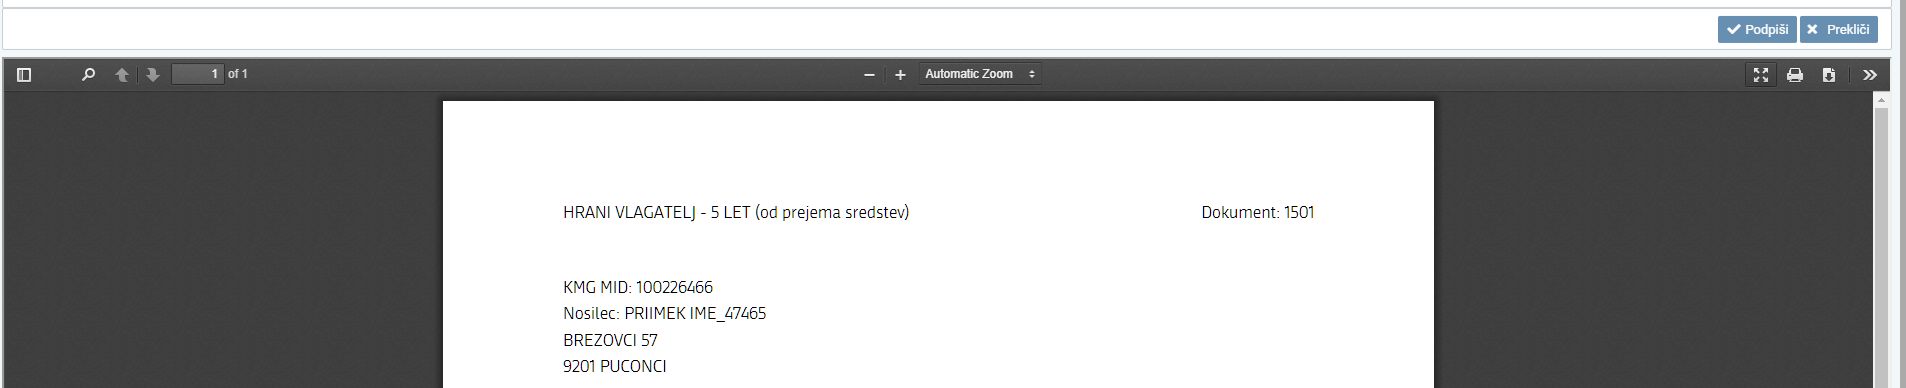 Podpiši Prekliči
1 of 1 Automatic Zoom
HRANI VLAGATELJ - 5 LET (od prejema sredstev) Dokument: 1501
KMG MID: 100226466
Nosilec: PRIIMEK IME_47465
BREZOVCI 57
9201 PUCONCI